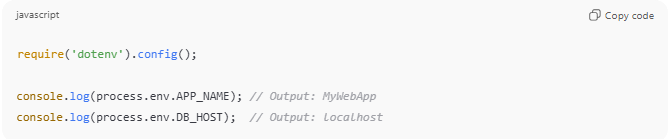 javascript
Copy code
require('dotenv').config();
console.log(process.env.APP_NAME); // Output: MyWebApp
console.log(process.env.DB_HOST);  // Output: localhost